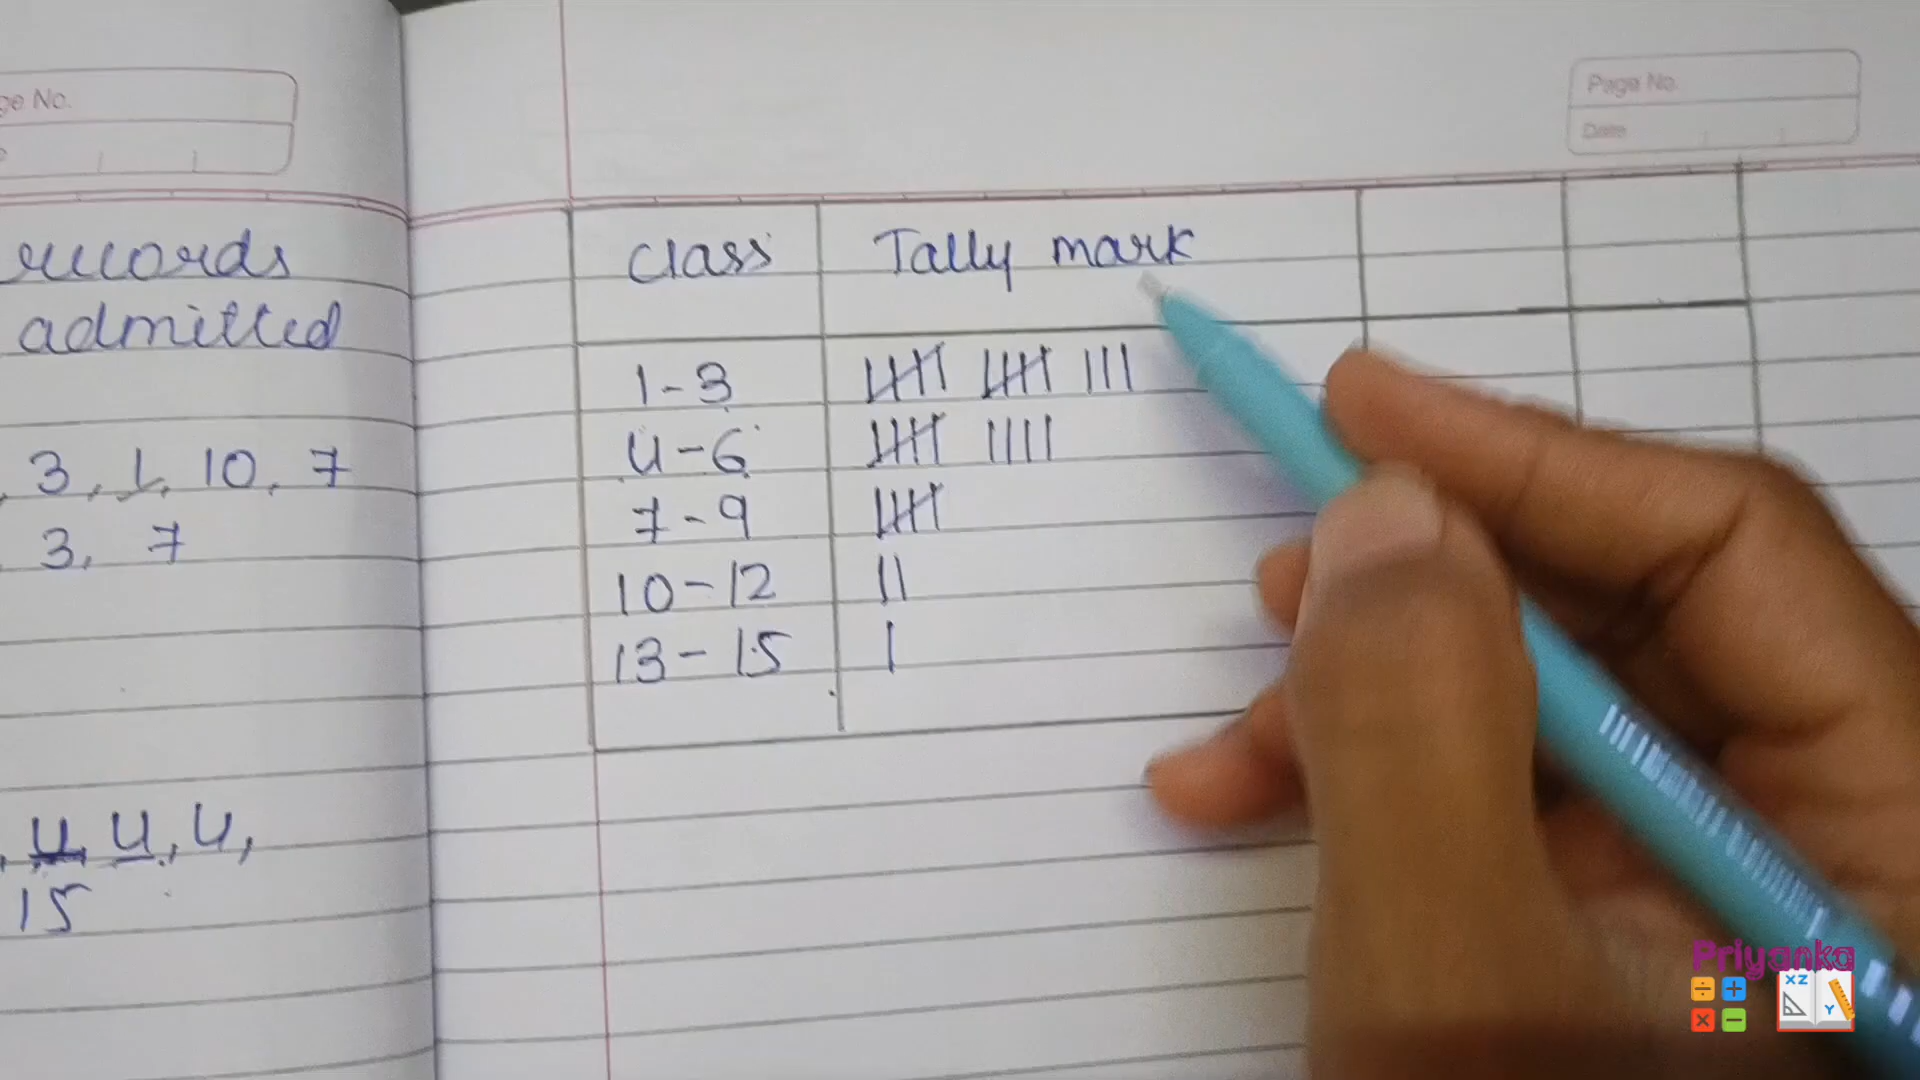 ge No.
records
admitted
3, 1, 10, 7
3, 7
4, 4, 4,
15
Page No.
Date
Class Tally mark
1-3 |||| |||| |||
4-6 |||| ||||
7-9 ||||
10-12 ||
13-15 |
Priyanka
XZ
Y